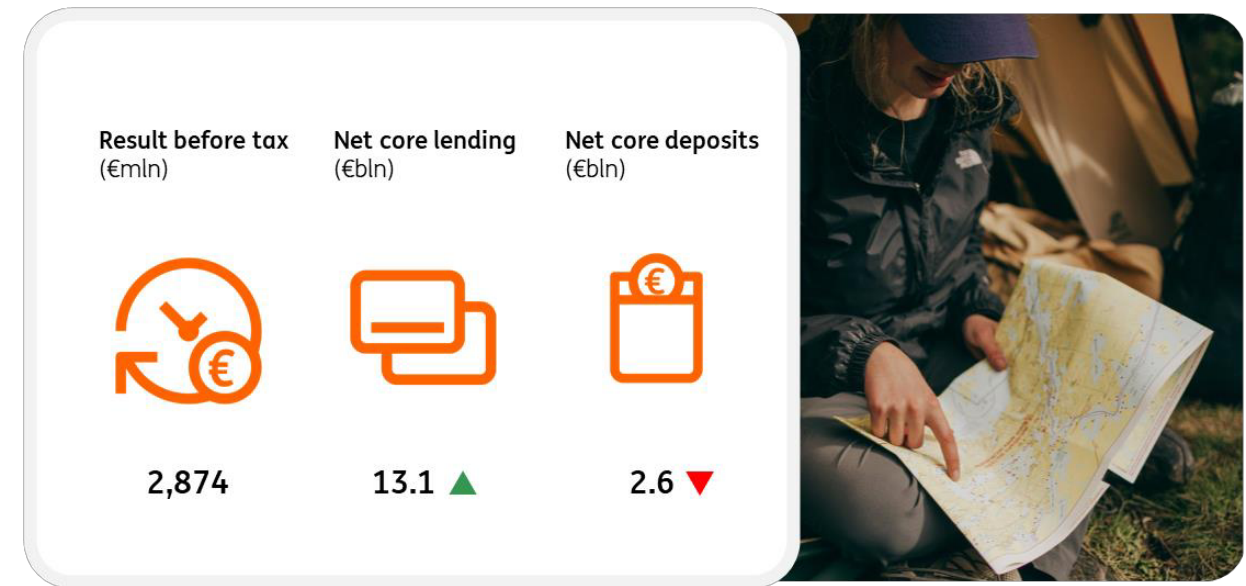 Result before tax
(€mln)
Net core lending
(€bln)
Net core deposits
(€bln)
€
€
2,874
13.1 ▲
2.6 ▼